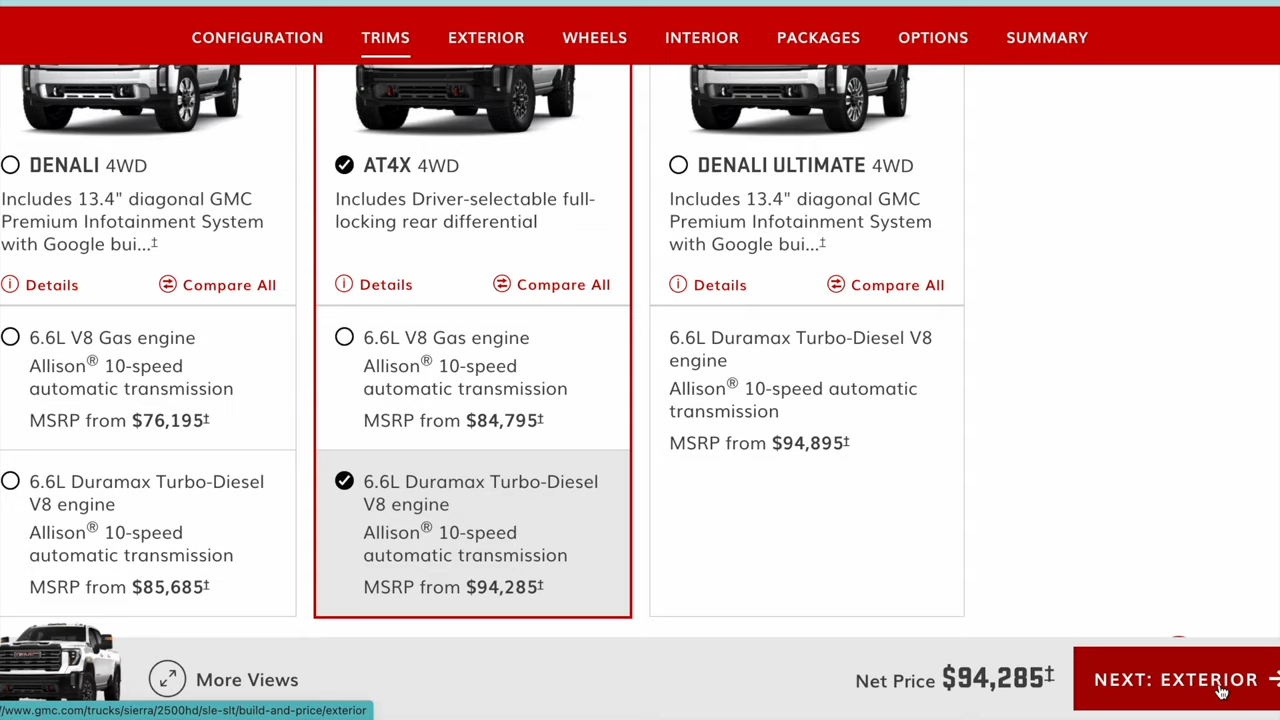 CONFIGURATION TRIMS EXTERIOR WHEELS INTERIOR PACKAGES OPTIONS SUMMARY
DENALI 4WD
Includes 13.4" diagonal GMC
Premium Infotainment System
with Google bui...‡
Details Compare All
6.6L V8 Gas engine
Allison® 10-speed
automatic transmission
MSRP from $76,195‡
6.6L Duramax Turbo-Diesel
V8 engine
Allison® 10-speed
automatic transmission
MSRP from $85,685‡
AT4X 4WD
Includes Driver-selectable full-
locking rear differential
Details Compare All
6.6L V8 Gas engine
Allison® 10-speed
automatic transmission
MSRP from $84,795‡
6.6L Duramax Turbo-Diesel
V8 engine
Allison® 10-speed
automatic transmission
MSRP from $94,285‡
DENALI ULTIMATE 4WD
Includes 13.4" diagonal GMC
Premium Infotainment System
with Google bui...‡
Details Compare All
6.6L Duramax Turbo-Diesel V8
engine
Allison® 10-speed automatic
transmission
MSRP from $94,895‡
More Views
Net Price $94,285‡
NEXT: EXTERIOR
/www.gmc.com/trucks/sierra/2500hd/sle-slt/build-and-price/exterior